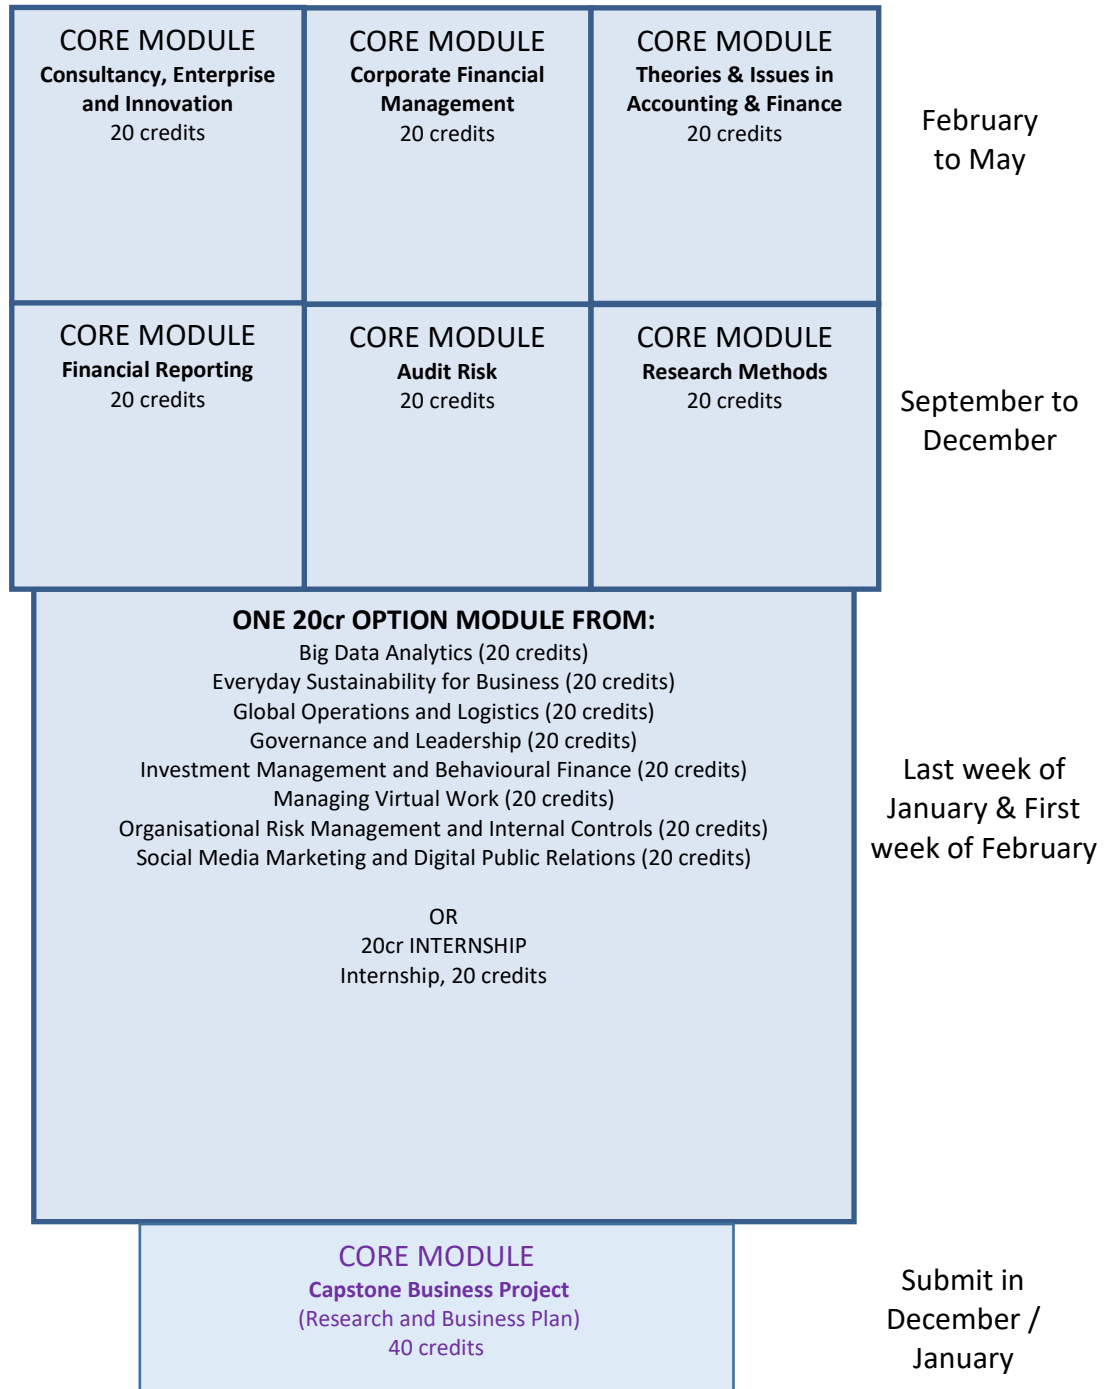 CORE MODULE
Consultancy, Enterprise
and Innovation
20 credits
CORE MODULE
Corporate Financial
Management
20 credits
CORE MODULE
Theories & Issues in
Accounting & Finance
20 credits
February
to May
CORE MODULE
Financial Reporting
20 credits
CORE MODULE
Audit Risk
20 credits
CORE MODULE
Research Methods
20 credits
September to
December
ONE 20cr OPTION MODULE FROM:
Big Data Analytics (20 credits)
Everyday Sustainability for Business (20 credits)
Global Operations and Logistics (20 credits)
Governance and Leadership (20 credits)
Investment Management and Behavioural Finance (20 credits)
Managing Virtual Work (20 credits)
Organisational Risk Management and Internal Controls (20 credits)
Social Media Marketing and Digital Public Relations (20 credits)
OR
20cr INTERNSHIP
Internship, 20 credits
Last week of
January & First
week of February
CORE MODULE
Capstone Business Project
(Research and Business Plan)
40 credits
Submit in
December /
January